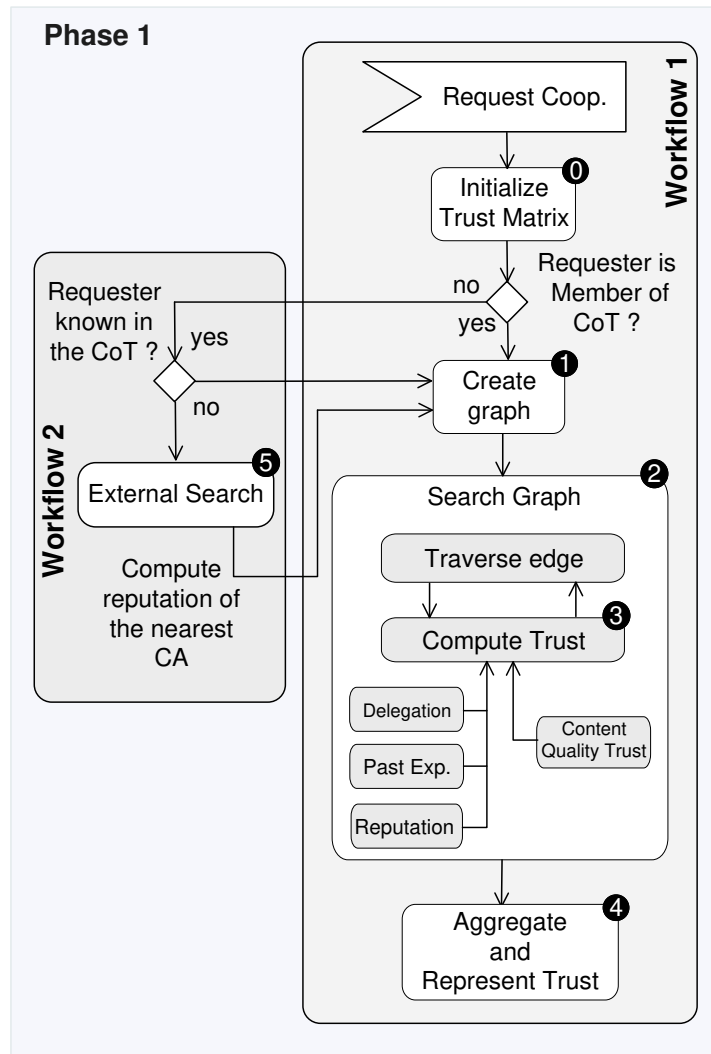 Phase 1
Workflow 1
Request Coop.
0
Initialize
Trust Matrix
Requester is
Member of
CoT ?
no
yes
Requester
known in
the CoT ?
yes
no
1
Create
graph
Workflow 2
5
External Search
Compute
reputation of
the nearest
CA
2
Search Graph
Traverse edge
3
Compute Trust
Delegation
Past Exp.
Reputation
Content
Quality Trust
4
Aggregate
and
Represent Trust